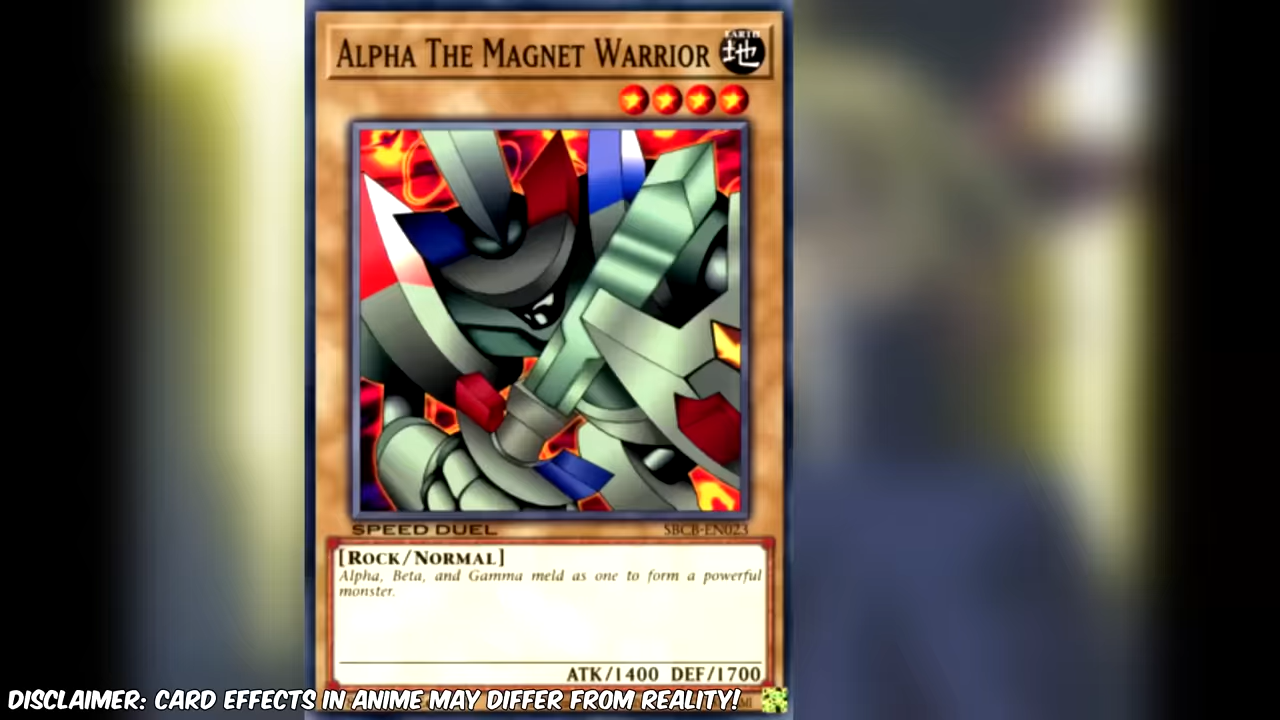 ALPHA THE MAGNET WARRIOR
EARTH
地
SPEED DUEL
SBCB-EN023
[ROCK/NORMAL]
Alpha, Beta, and Gamma meld as one to form a powerful
monster.
ATK/1400 DEF/1700
DISCLAIMER: CARD EFFECTS IN ANIME MAY DIFFER FROM REALITY!